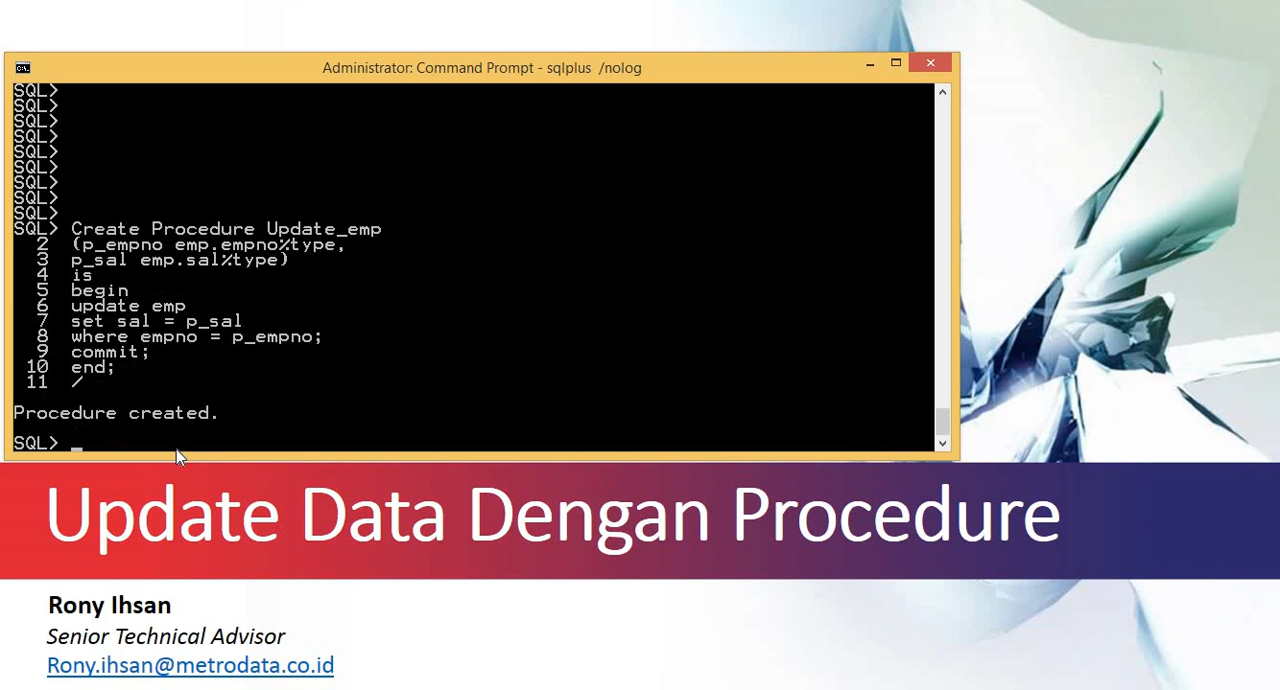 Administrator: Command Prompt - sqlplus /nolog
SQL>
SQL>
SQL>
SQL>
SQL>
SQL>
SQL>
SQL>
SQL>
SQL> Create Procedure Update_emp
2 (p_empno emp.empno%type,
3 p_sal emp.sal%type)
4 is
5 begin
6 update emp
7 set sal = p_sal
8 where empno = p_empno;
9 commit;
10 end;
11 /
Procedure created.
SQL> _
Update Data Dengan Procedure
Rony Ihsan
Senior Technical Advisor
Rony.ihsan@metrodata.co.id